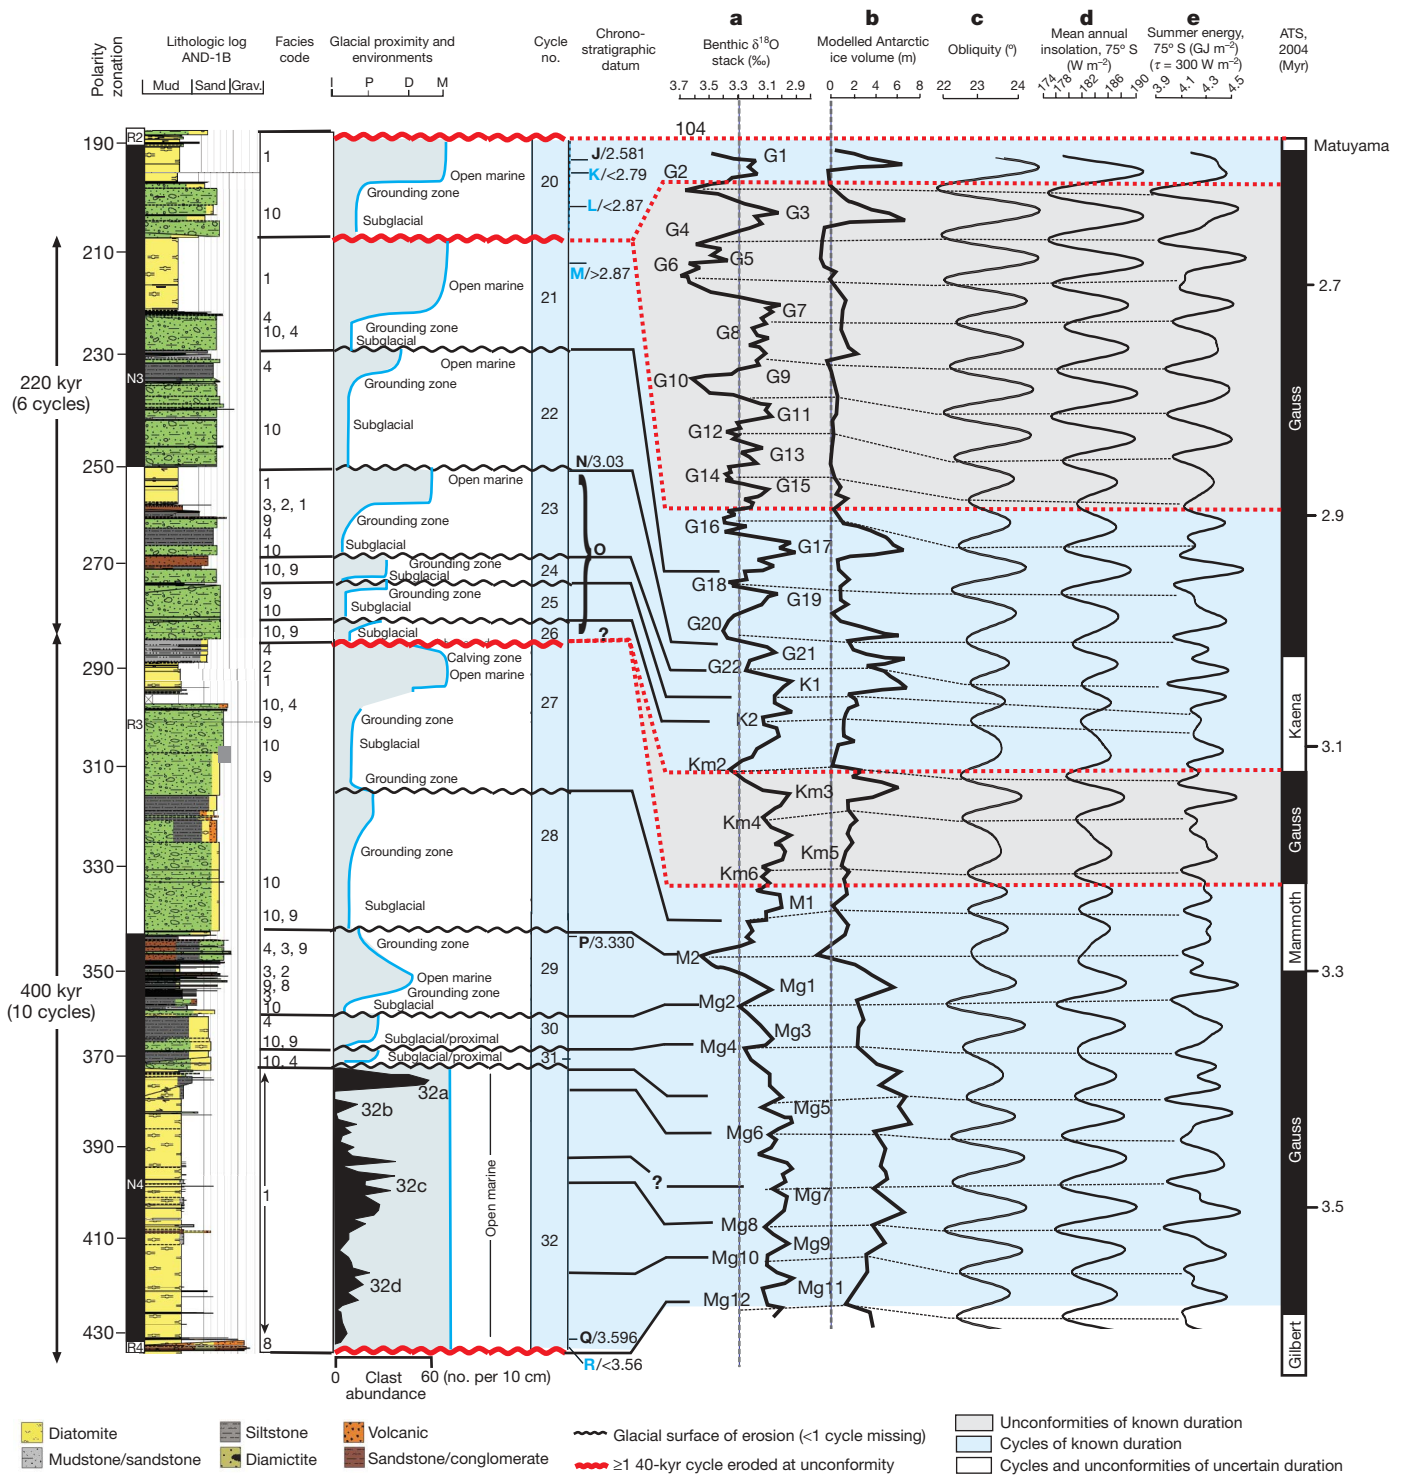 Polarity zonation
Lithologic log
AND-1B
Mud Sand Grav.
Facies
code
Glacial proximity and
environments
I P D M
Cycle
no.
Chrono-
stratigraphic
datum
a
Benthic δ18O
stack (‰)
3.7 3.5 3.3 3.1 2.9
b
Modelled Antarctic
ice volume (m)
0 2 4 6 8
c
Obliquity (°)
22 23 24
d
Mean annual
insolation, 75° S
(W m−2)
174 178 182 186 190
e
Summer energy,
75° S (GJ m−2)
(τ = 300 W m−2)
3.9 4.1 4.3 4.5
ATS,
2004
(Myr)
190
210
230
250
270
290
310
330
350
370
390
410
430
220 kyr
(6 cycles)
400 kyr
(10 cycles)
R2
N3
R3
N4
R4
1
10
1
4
10, 4
4
10
1
3, 2, 1
9
4
10
10, 9
9
10
10, 9
4
2
1
10, 4
9
10
9
10
10, 9
4, 3, 9
3, 2
9, 8
3
10
4
10, 9
10, 4
1
8
Open marine
Grounding zone
Subglacial
Open marine
Grounding zone
Subglacial
Open marine
Grounding zone
Subglacial
Open marine
Grounding zone
Subglacial
Grounding zone
Subglacial
Grounding zone
Subglacial
Subglacial
Calving zone
Open marine
Grounding zone
Subglacial
Grounding zone
Grounding zone
Subglacial
Grounding zone
Open marine
Grounding zone
Subglacial
Subglacial/proximal
Subglacial/proximal
32a
32b
32c
32d
Open marine
0 60 (no. per 10 cm)
Clast
abundance
20
21
22
23
24
25
26
27
28
29
30
31
32
J/2.581
K/<2.79
L/<2.87
M/>2.87
N/3.03
O
?
P/3.330
?
Q/3.596
R/<3.56
104
G1
G2
G3
G4
G5
G6
G7
G8
G9
G10
G11
G12
G13
G14
G15
G16
G17
G18
G19
G20
G21
G22
K1
K2
Km2
Km3
Km4
Km5
Km6
M1
M2
Mg1
Mg2
Mg3
Mg4
Mg5
Mg6
Mg7
Mg8
Mg9
Mg10
Mg11
Mg12
Matuyama
Gauss
Kaena
Gauss
Mammoth
Gauss
Gilbert
2.7
2.9
3.1
3.3
3.5
Diatomite
Mudstone/sandstone
Siltstone
Diamictite
Volcanic
Sandstone/conglomerate
Glacial surface of erosion (<1 cycle missing)
≥1 40-kyr cycle eroded at unconformity
Unconformities of known duration
Cycles of known duration
Cycles and unconformities of uncertain duration